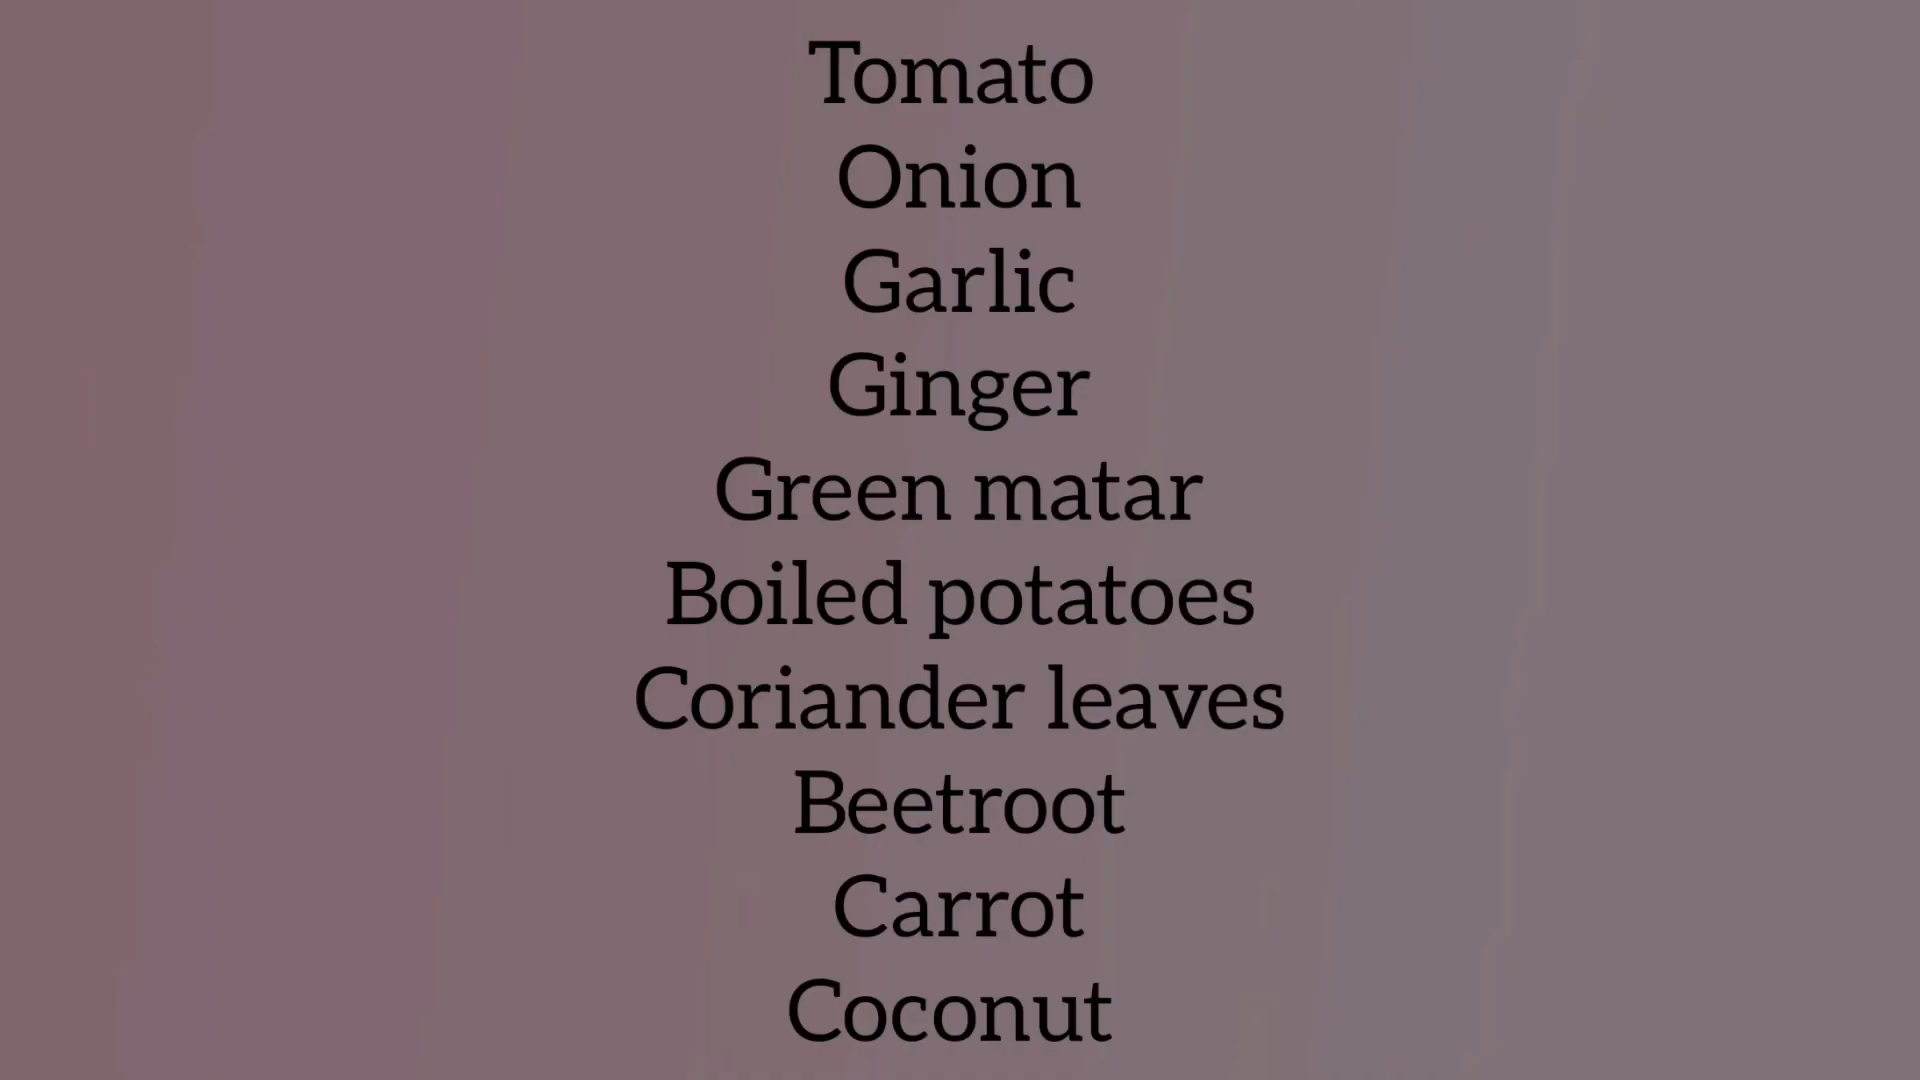 Tomato
Onion
Garlic
Ginger
Green matar
Boiled potatoes
Coriander leaves
Beetroot
Carrot
Coconut